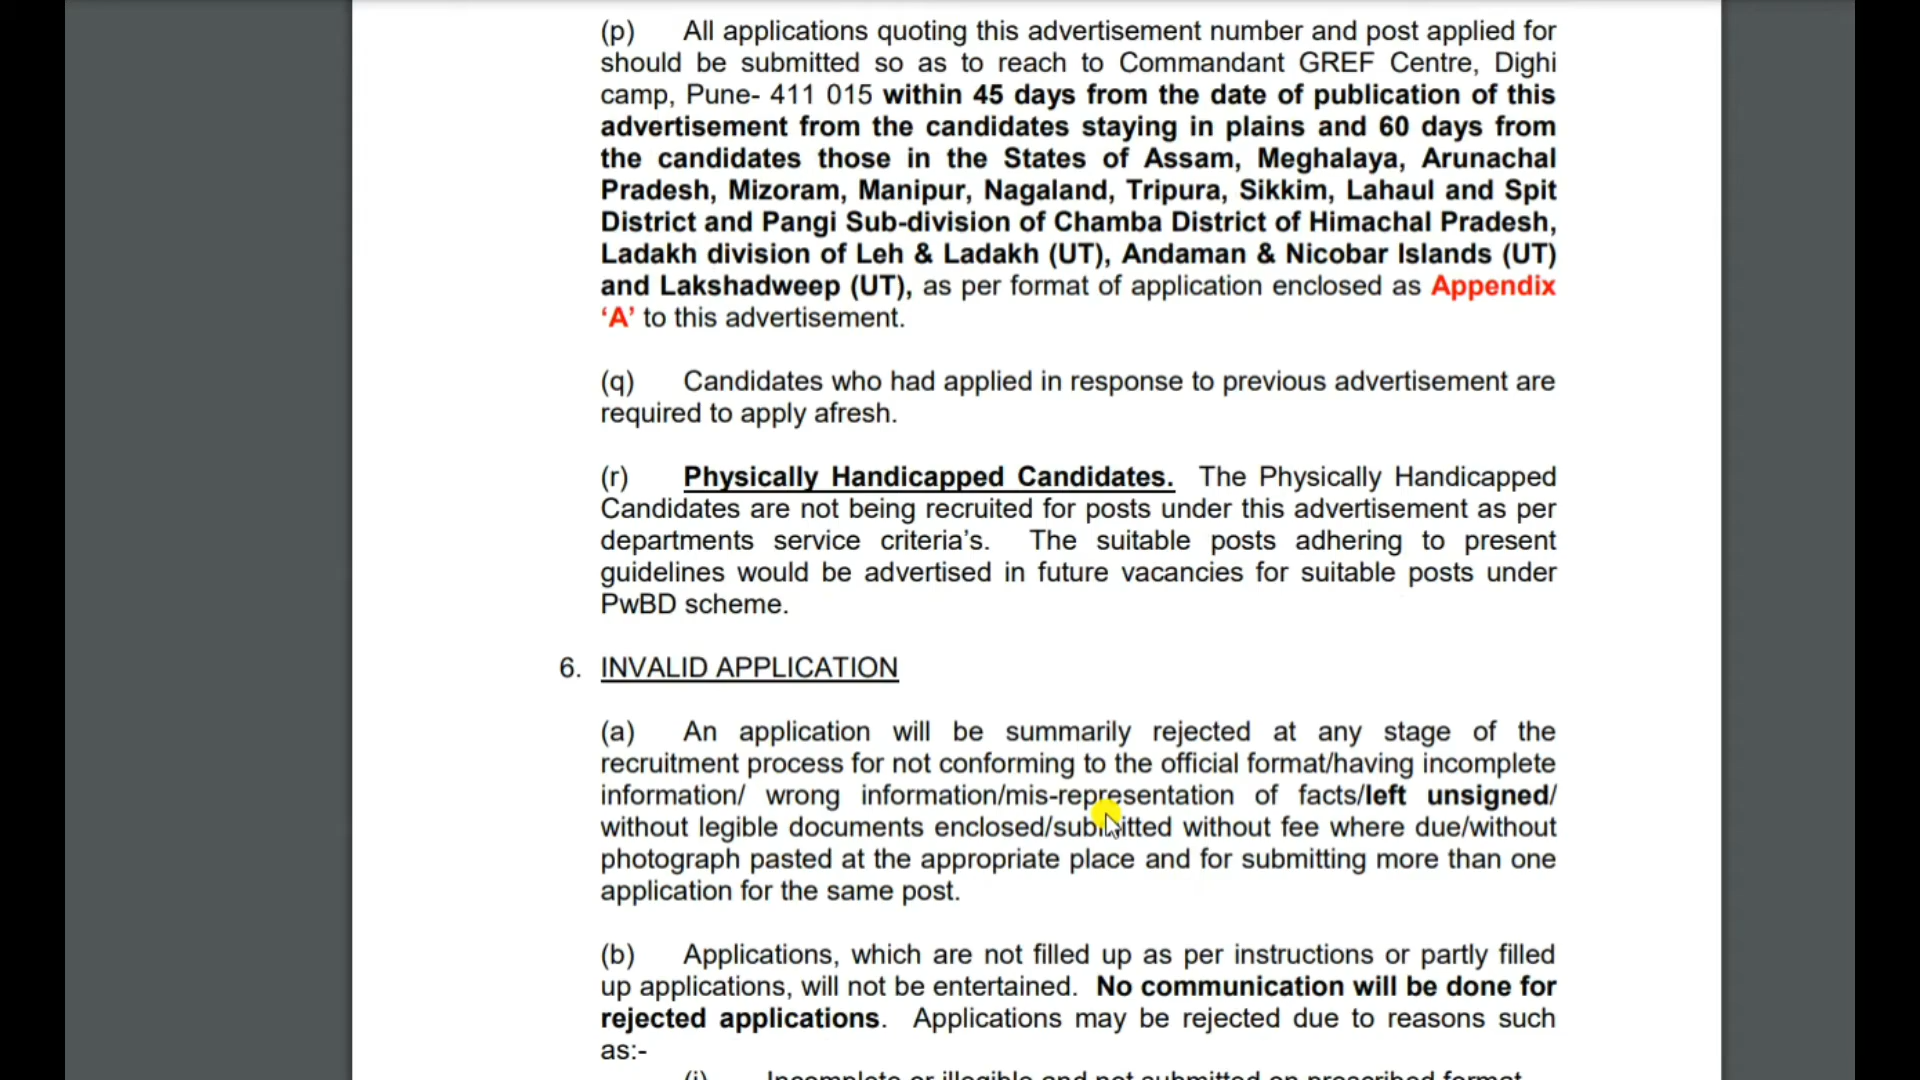 (p) All applications quoting this advertisement number and post applied for
should be submitted so as to reach to Commandant GREF Centre, Dighi
camp, Pune- 411 015 within 45 days from the date of publication of this
advertisement from the candidates staying in plains and 60 days from
the candidates those in the States of Assam, Meghalaya, Arunachal
Pradesh, Mizoram, Manipur, Nagaland, Tripura, Sikkim, Lahaul and Spit
District and Pangi Sub-division of Chamba District of Himachal Pradesh,
Ladakh division of Leh & Ladakh (UT), Andaman & Nicobar Islands (UT)
and Lakshadweep (UT), as per format of application enclosed as Appendix
‘A’ to this advertisement.
(q) Candidates who had applied in response to previous advertisement are
required to apply afresh.
(r) Physically Handicapped Candidates. The Physically Handicapped
Candidates are not being recruited for posts under this advertisement as per
departments service criteria’s. The suitable posts adhering to present
guidelines would be advertised in future vacancies for suitable posts under
PwBD scheme.
6. INVALID APPLICATION
(a) An application will be summarily rejected at any stage of the
recruitment process for not conforming to the official format/having incomplete
information/ wrong information/mis-representation of facts/left unsigned/
without legible documents enclosed/submitted without fee where due/without
photograph pasted at the appropriate place and for submitting more than one
application for the same post.
(b) Applications, which are not filled up as per instructions or partly filled
up applications, will not be entertained. No communication will be done for
rejected applications. Applications may be rejected due to reasons such
as:-
(i) Incomplete or illegible and not submitted on prescribed format